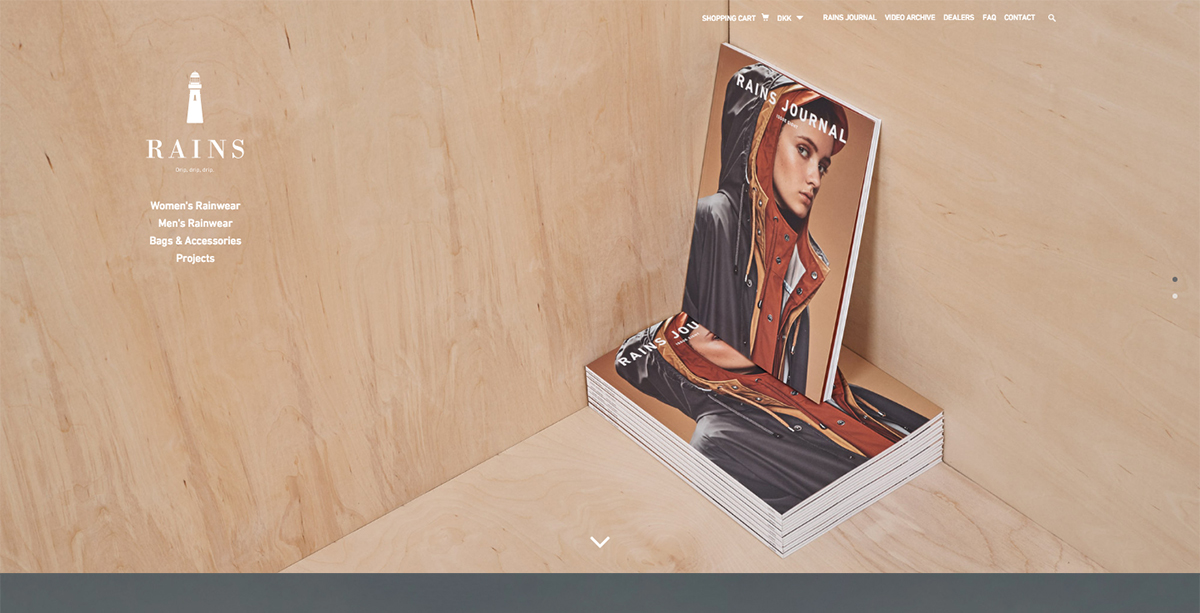 SHOPPING CART DKK RAINS JOURNAL VIDEO ARCHIVE DEALERS FAQ CONTACT
RAINS
Drip, drip, drip.
Women's Rainwear
Men's Rainwear
Bags & Accessories
Projects
RAINS JOURNAL
RAINS JOU